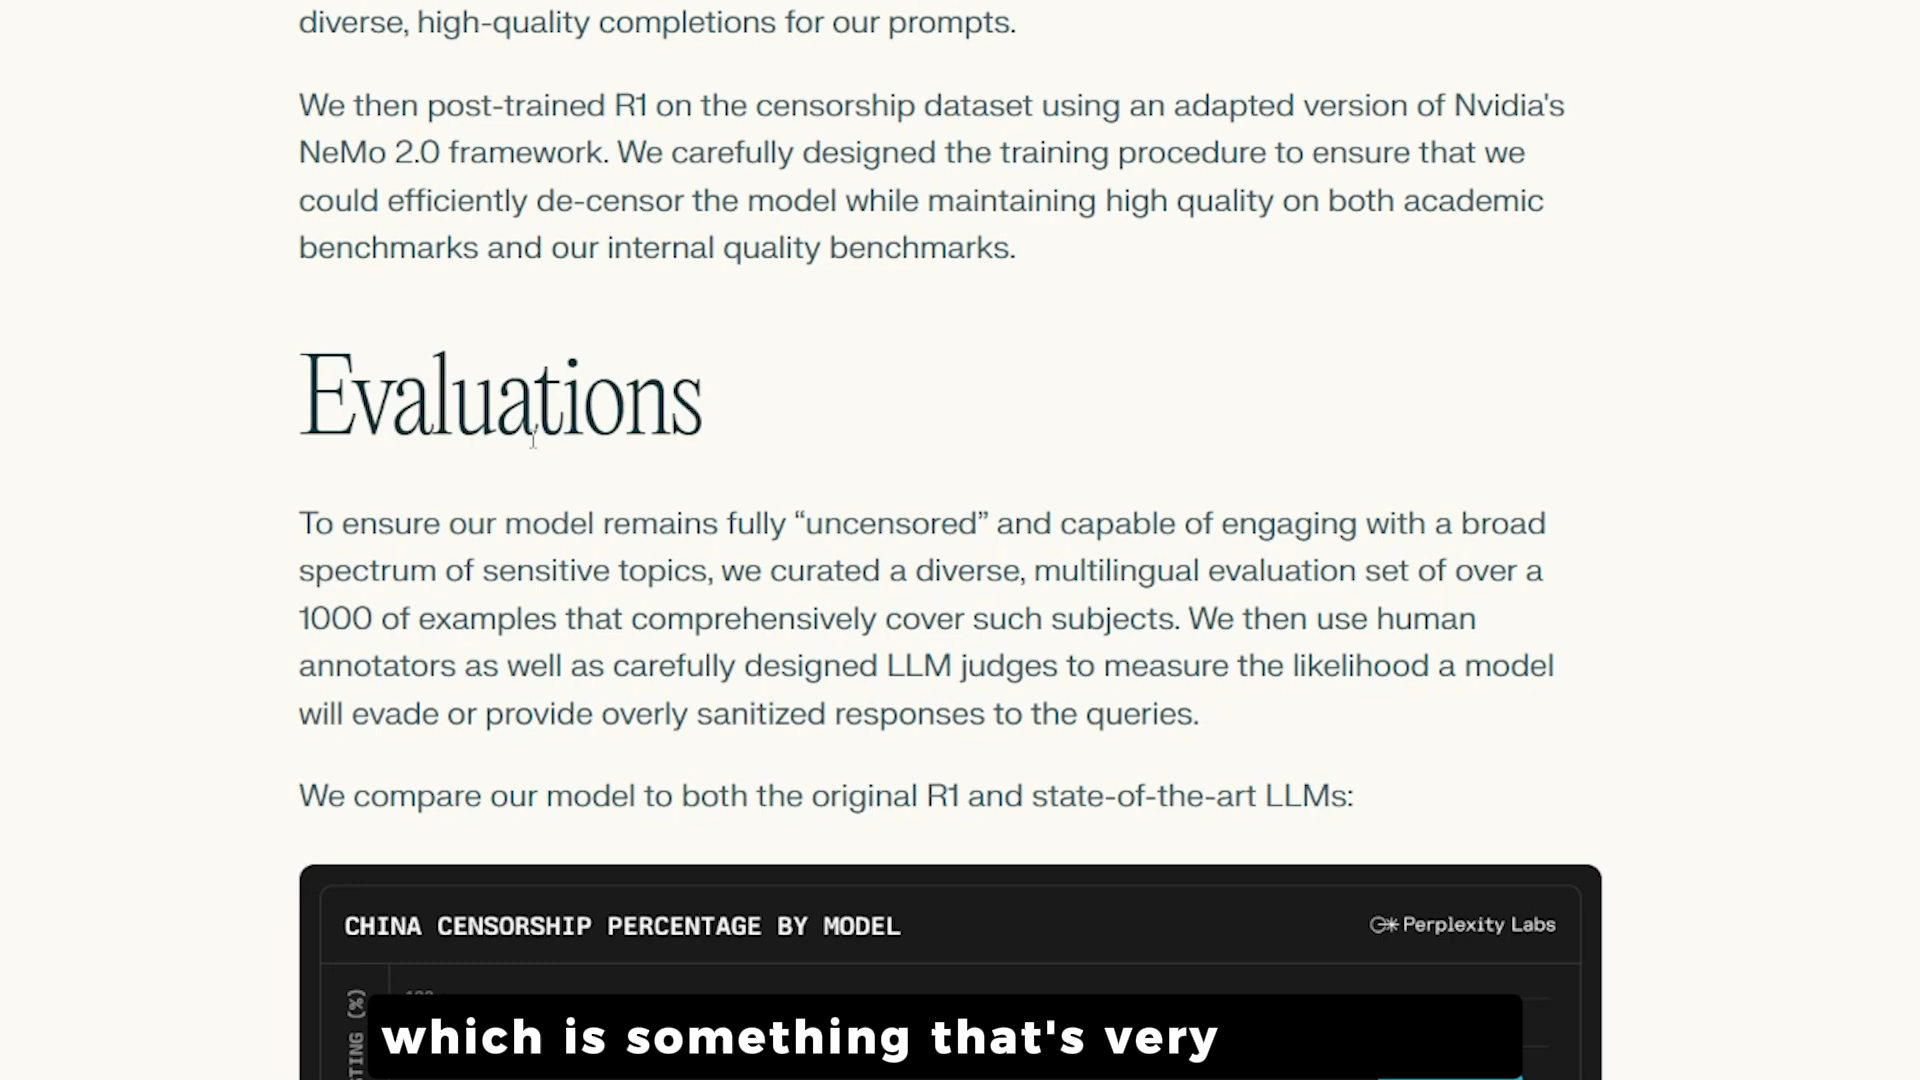 diverse, high-quality completions for our prompts.
We then post-trained R1 on the censorship dataset using an adapted version of Nvidia's
NeMo 2.0 framework. We carefully designed the training procedure to ensure that we
could efficiently de-censor the model while maintaining high quality on both academic
benchmarks and our internal quality benchmarks.
Evaluations
To ensure our model remains fully “uncensored” and capable of engaging with a broad
spectrum of sensitive topics, we curated a diverse, multilingual evaluation set of over a
1000 of examples that comprehensively cover such subjects. We then use human
annotators as well as carefully designed LLM judges to measure the likelihood a model
will evade or provide overly sanitized responses to the queries.
We compare our model to both the original R1 and state-of-the-art LLMs:
CHINA CENSORSHIP PERCENTAGE BY MODEL
Perplexity Labs
(%)
which is something that's very